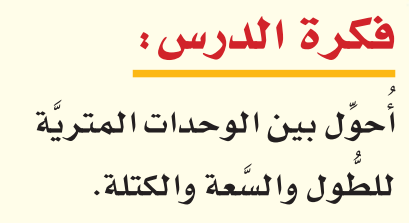 فكرة الدرس:
أُحوِّل بين الوحدات المتريَّة
للطُّول والسَّعة والكتلة.